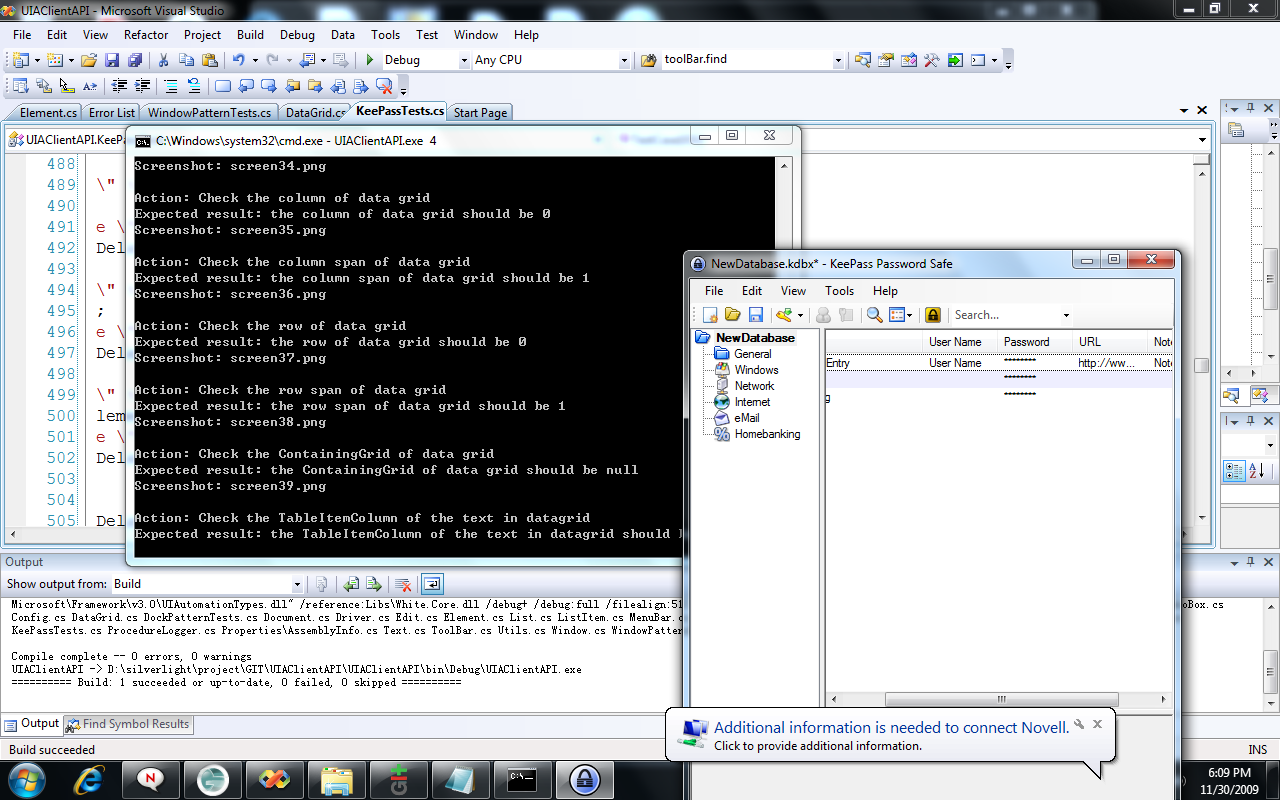 UIAClientAPI - Microsoft Visual Studio
File Edit View Refactor Project Build Debug Data Tools Test Window Help
Debug Any CPU toolBar.find
Element.cs Error List WindowPatternTests.cs DataGrid.cs KeePassTests.cs Start Page
UIAClientAPI.KeePa
C:\Windows\system32\cmd.exe - UIAClientAPI.exe 4
488
489 \"
490
491 e \
492 Del
493
494 \"
495 ;
496 e \
497 Del
498
499 \"
500 lem
501 e \
502 Del
503
504
505 Del
Screenshot: screen34.png
Action: Check the column of data grid
Expected result: the column of data grid should be 0
Screenshot: screen35.png
Action: Check the column span of data grid
Expected result: the column span of data grid should be 1
Screenshot: screen36.png
Action: Check the row of data grid
Expected result: the row of data grid should be 0
Screenshot: screen37.png
Action: Check the row span of data grid
Expected result: the row span of data grid should be 1
Screenshot: screen38.png
Action: Check the ContainingGrid of data grid
Expected result: the ContainingGrid of data grid should be null
Screenshot: screen39.png
Action: Check the TableItemColumn of the text in datagrid
Expected result: the TableItemColumn of the text in datagrid should
NewDatabase.kdbx* - KeePass Password Safe
File Edit View Tools Help
Search...
NewDatabase
General
Windows
Network
Internet
eMail
Homebanking
User Name Password URL Note
Entry User Name ******** http://ww... Note
********
g ********
Output
Show output from: Build
Microsoft\Framework\v3.0\UIAutomationTypes.dll" /reference:Libs\White.Core.dll /debug+ /debug:full /filealign:51 oBox.cs
Config.cs DataGrid.cs DockPatternTests.cs Document.cs Driver.cs Edit.cs Element.cs List.cs ListItem.cs MenuBar.c
KeePassTests.cs ProcedureLogger.cs Properties\AssemblyInfo.cs Text.cs ToolBar.cs Utils.cs Window.cs WindowPatter
Compile complete -- 0 errors, 0 warnings
UIAClientAPI -> D:\silverlight\project\GIT\UIAClientAPI\UIAClientAPI\bin\Debug\UIAClientAPI.exe
========== Build: 1 succeeded or up-to-date, 0 failed, 0 skipped ==========
Output Find Symbol Results
Build succeeded INS
Additional information is needed to connect Novell.
Click to provide additional information.
6:09 PM
11/30/2009